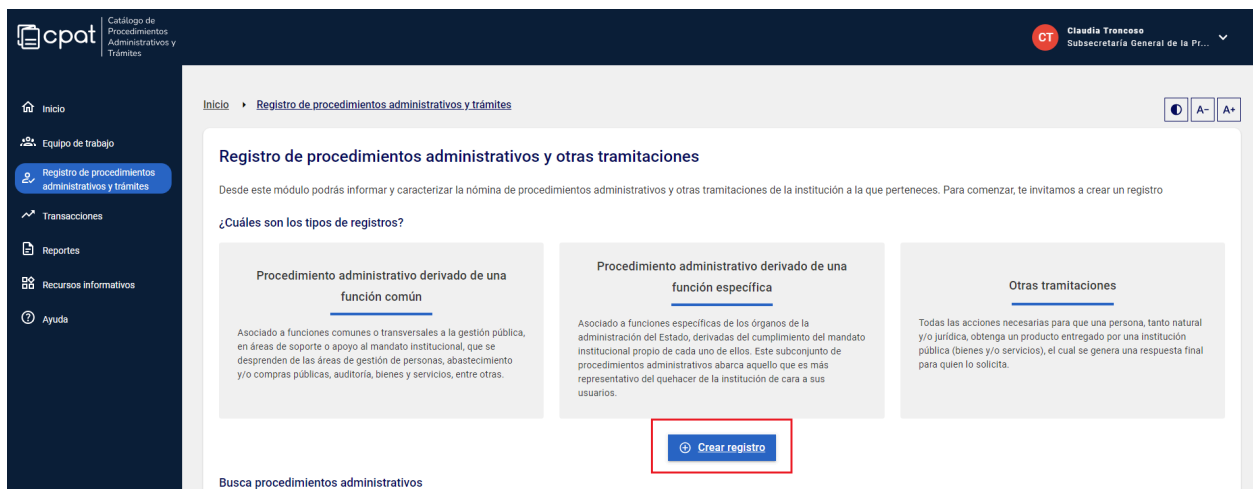 cpat
Catálogo de
Procedimientos
Administrativos y
Trámites
CT
Claudia Troncoso
Subsecretaría General de la Pr...
Inicio
Equipo de trabajo
Registro de procedimientos
administrativos y trámites
Transacciones
Reportes
Recursos informativos
Ayuda
Inicio
Registro de procedimientos administrativos y trámites
A-
A+
Registro de procedimientos administrativos y otras tramitaciones
Desde este módulo podrás informar y caracterizar la nómina de procedimientos administrativos y otras tramitaciones de la institución a la que perteneces. Para comenzar, te invitamos a crear un registro
¿Cuáles son los tipos de registros?
Procedimiento administrativo derivado de una
función común
Asociado a funciones comunes o transversales a la gestión pública,
en áreas de soporte o apoyo al mandato institucional, que se
desprenden de las áreas de gestión de personas, abastecimiento
y/o compras públicas, auditoría, bienes y servicios, entre otras.
Procedimiento administrativo derivado de una
función específica
Asociado a funciones específicas de los órganos de la
administración del Estado, derivadas del cumplimiento del mandato
institucional propio de cada uno de ellos. Este subconjunto de
procedimientos administrativos abarca aquello que es más
representativo del quehacer de la institución de cara a sus
usuarios.
Otras tramitaciones
Todas las acciones necesarias para que una persona, tanto natural
y/o jurídica, obtenga un producto entregado por una institución
pública (bienes y/o servicios), el cual se genera una respuesta final
para quien lo solicita.
Crear registro
Busca procedimientos administrativos